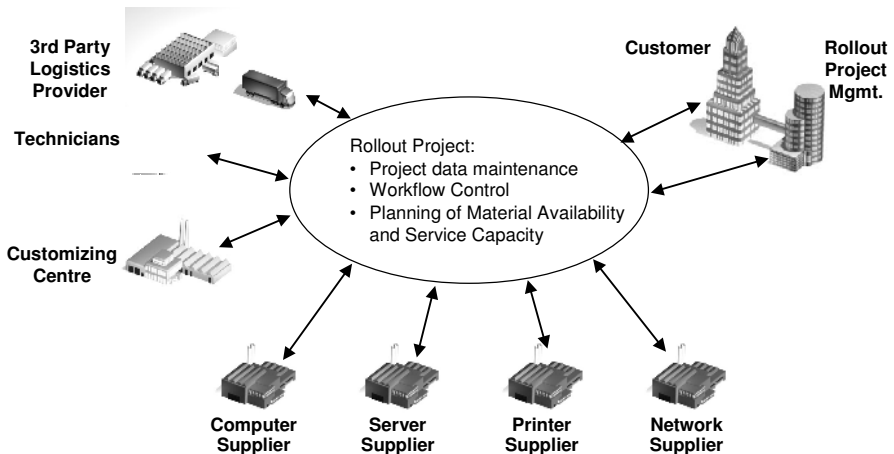 3rd Party
Logistics
Provider
Customer
Rollout
Project
Mgmt.
Technicians
Rollout Project:
• Project data maintenance
• Workflow Control
• Planning of Material Availability
and Service Capacity
Customizing
Centre
Computer
Supplier
Server
Supplier
Printer
Supplier
Network
Supplier